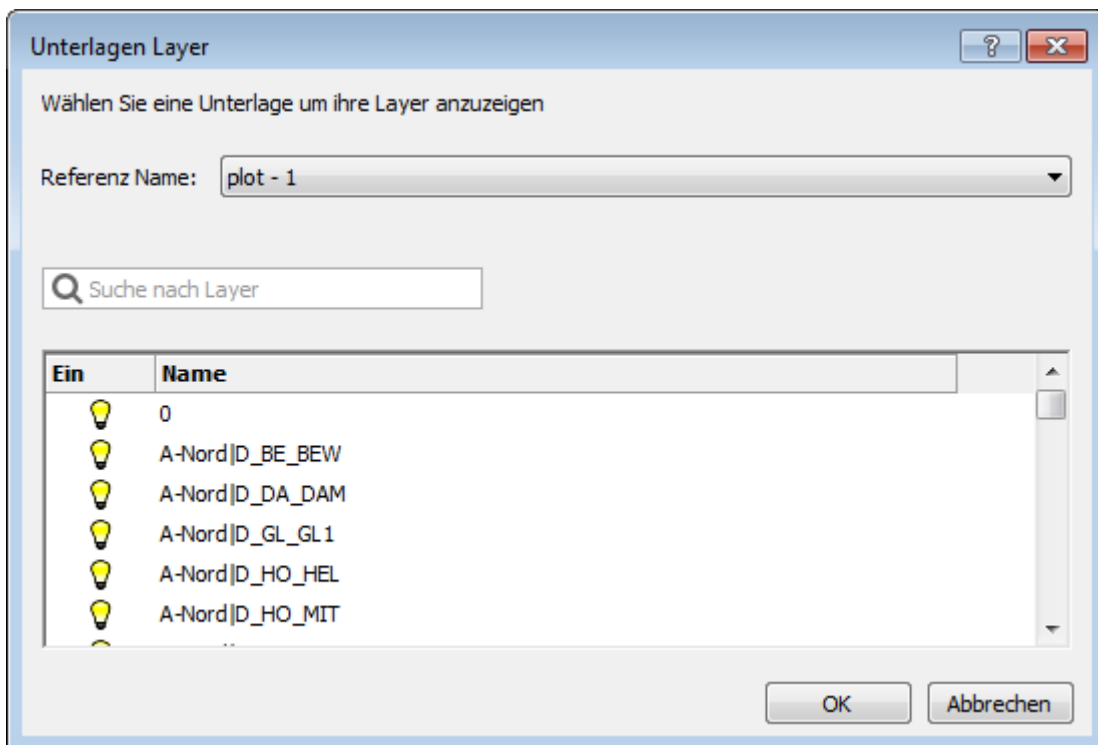 Unterlagen Layer
?
Wählen Sie eine Unterlage um ihre Layer anzuzeigen
Referenz Name: plot - 1
Suche nach Layer
Ein Name
0
A-Nord|D_BE_BEW
A-Nord|D_DA_DAM
A-Nord|D_GL_GL1
A-Nord|D_HO_HEL
A-Nord|D_HO_MIT
OK Abbrechen